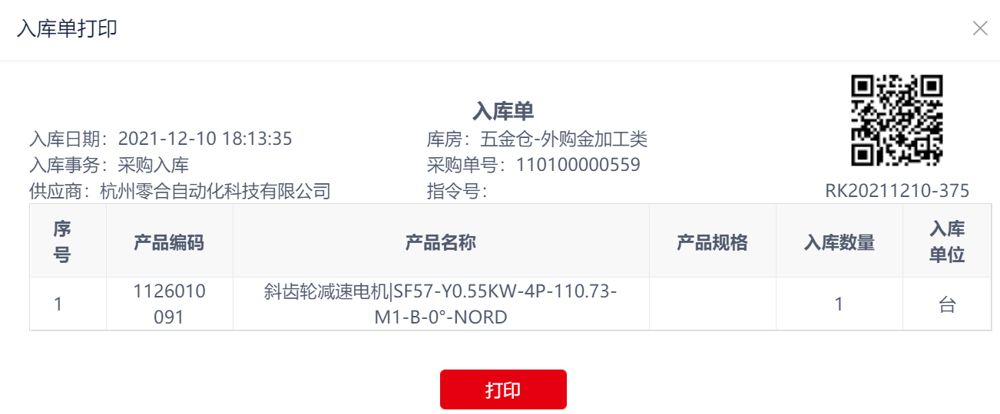 入库单打印
入库单
入库日期：2021-12-10 18:13:35
库房：五金仓-外购金加工类
入库事务：采购入库
采购单号：110100000559
供应商：杭州零合自动化科技有限公司
指令号：
RK20211210-375
序
号
产品编码
产品名称
产品规格
入库数量
入库
单位
1
1126010
091
斜齿轮减速电机|SF57-Y0.55KW-4P-110.73-
M1-B-0°-NORD
1
台
打印